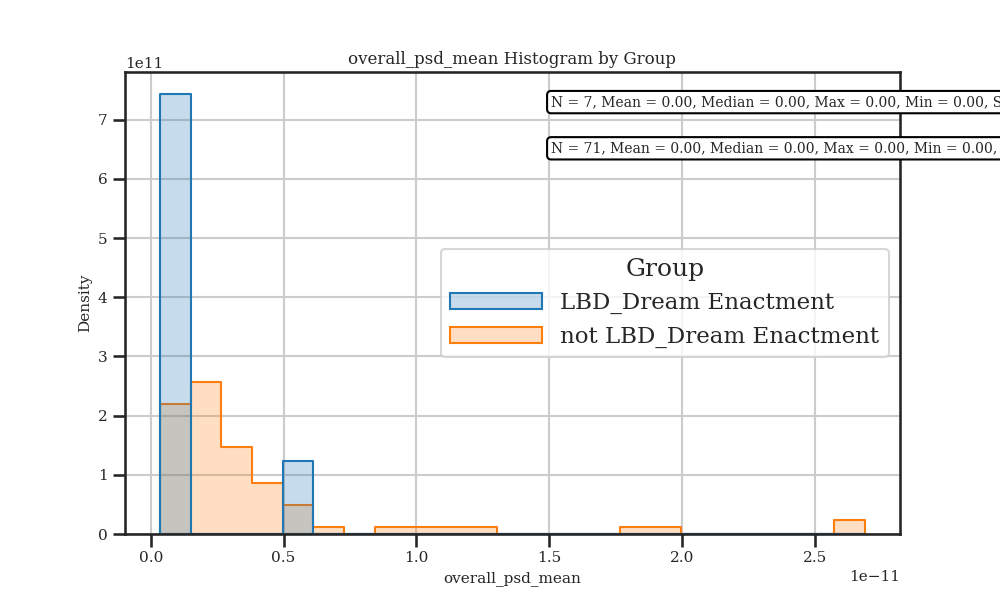 overall_psd_mean Histogram by Group
1e11
N = 7, Mean = 0.00, Median = 0.00, Max = 0.00, Min = 0.00, S
N = 71, Mean = 0.00, Median = 0.00, Max = 0.00, Min = 0.00,
7
6
5
4
3
2
1
0
Density
Group
LBD_Dream Enactment
not LBD_Dream Enactment
0.0 0.5 1.0 1.5 2.0 2.5
1e−11
overall_psd_mean